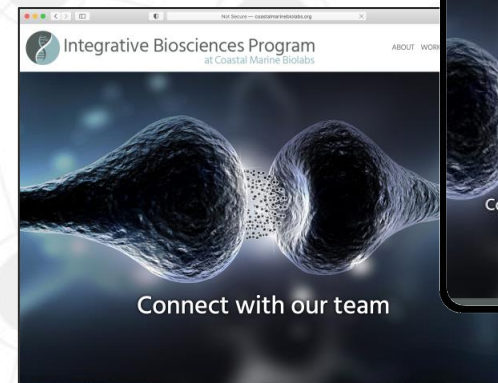 Not Secure — coastalmarinebiolabs.org
Integrative Biosciences Program
at Coastal Marine Biolabs
ABOUT
Connect with our team